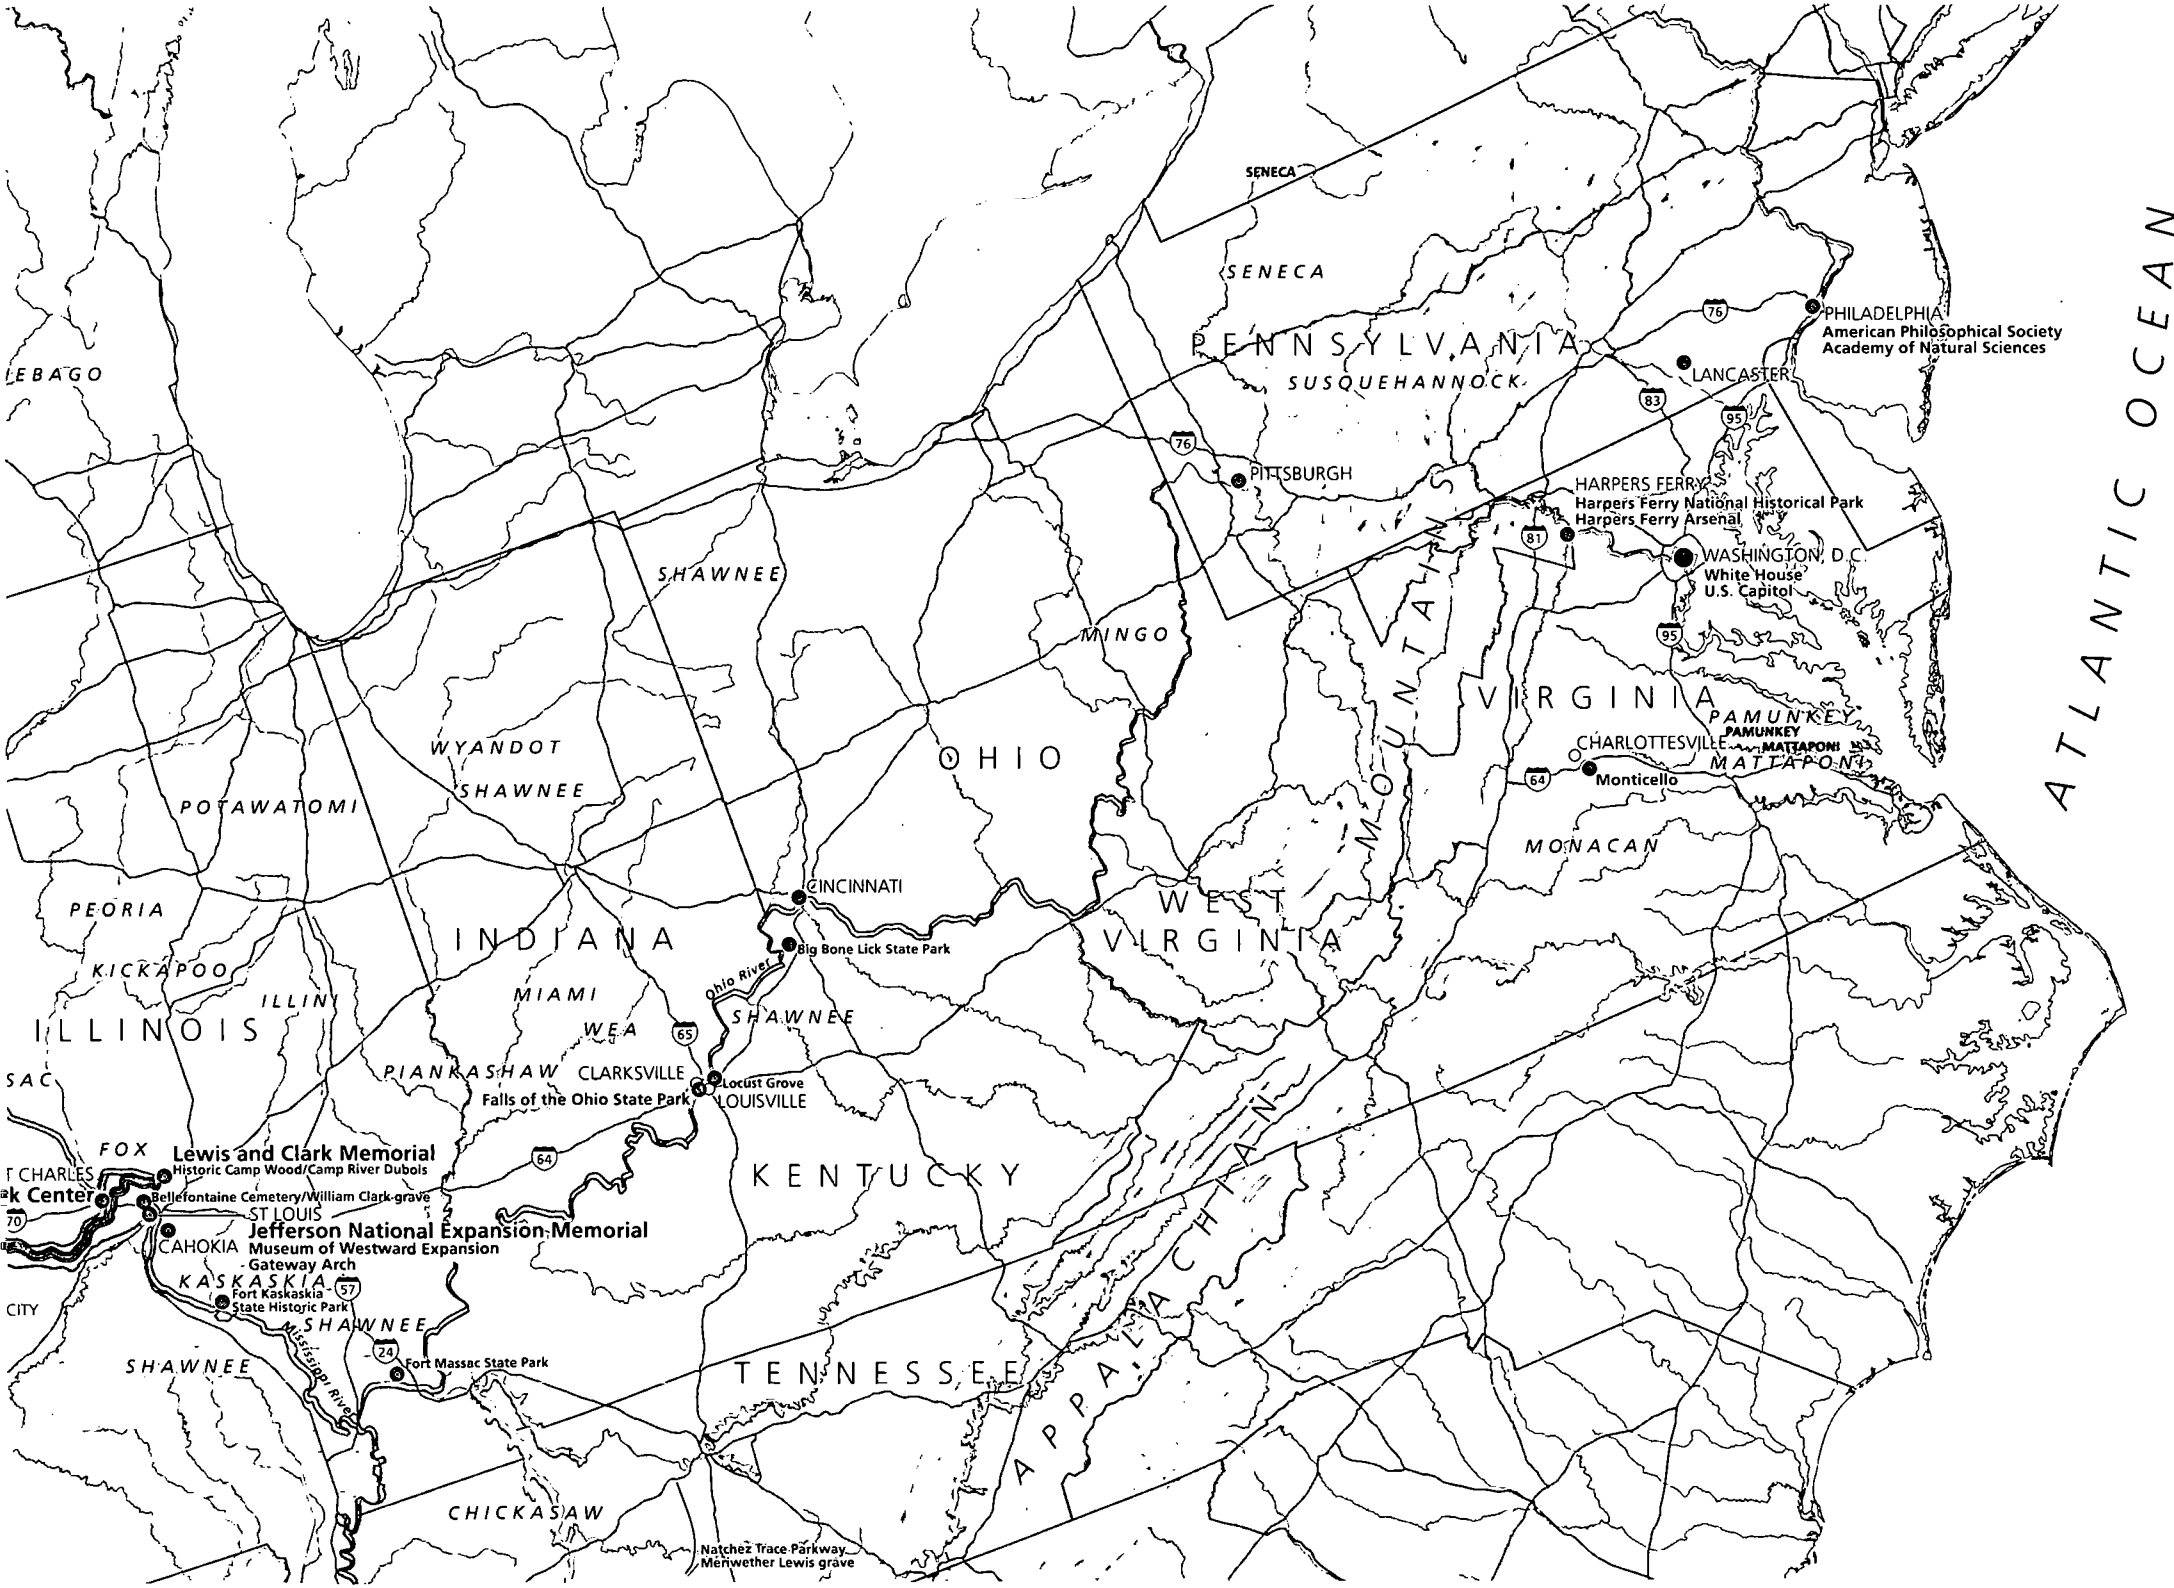 SENECA
SENECA
76
PHILADELPHIA
American Philosophical Society
Academy of Natural Sciences
PENNSYLVANIA
SUSQUEHANNOCK
LANCASTER
83
95
EBAGO
76
PITTSBURGH
HARPERS FERRY
Harpers Ferry National Historical Park
Harpers Ferry Arsenal
81
WASHINGTON, D.C.
White House
U.S. Capitol
95
ATLANTIC OCEAN
SHAWNEE
MINGO
VIRGINIA
PAMUNKEY
PAMUNKEY
CHARLOTTESVILLE
MATTAPONI
MATTAPONI
64
Monticello
MONACAN
WYANDOT
SHAWNEE
OHIO
POTAWATOMI
PEORIA
CINCINNATI
Big Bone Lick State Park
WEST
VIRGINIA
INDIANA
KICKAPOO
ILLINI
MIAMI
Ohio River
SHAWNEE
ILLINOIS
WEA
65
SAC
PIANKASHAW
CLARKSVILLE
Locust Grove
Falls of the Ohio State Park
LOUISVILLE
APPALACHIAN MOUNTAINS
FOX
Lewis and Clark Memorial
Historic Camp Wood/Camp River Dubois
64
T CHARLES
k Center
Bellefontaine Cemetery/William Clark grave
70
ST LOUIS
Jefferson National Expansion Memorial
CAHOKIA
Museum of Westward Expansion
Gateway Arch
KENTUCKY
KASKASKIA
57
Fort Kaskaskia
State Historic Park
CITY
SHAWNEE
Mississippi River
24
SHAWNEE
Fort Massac State Park
TENNESSEE
CHICKASAW
Natchez Trace Parkway
Meriwether Lewis grave